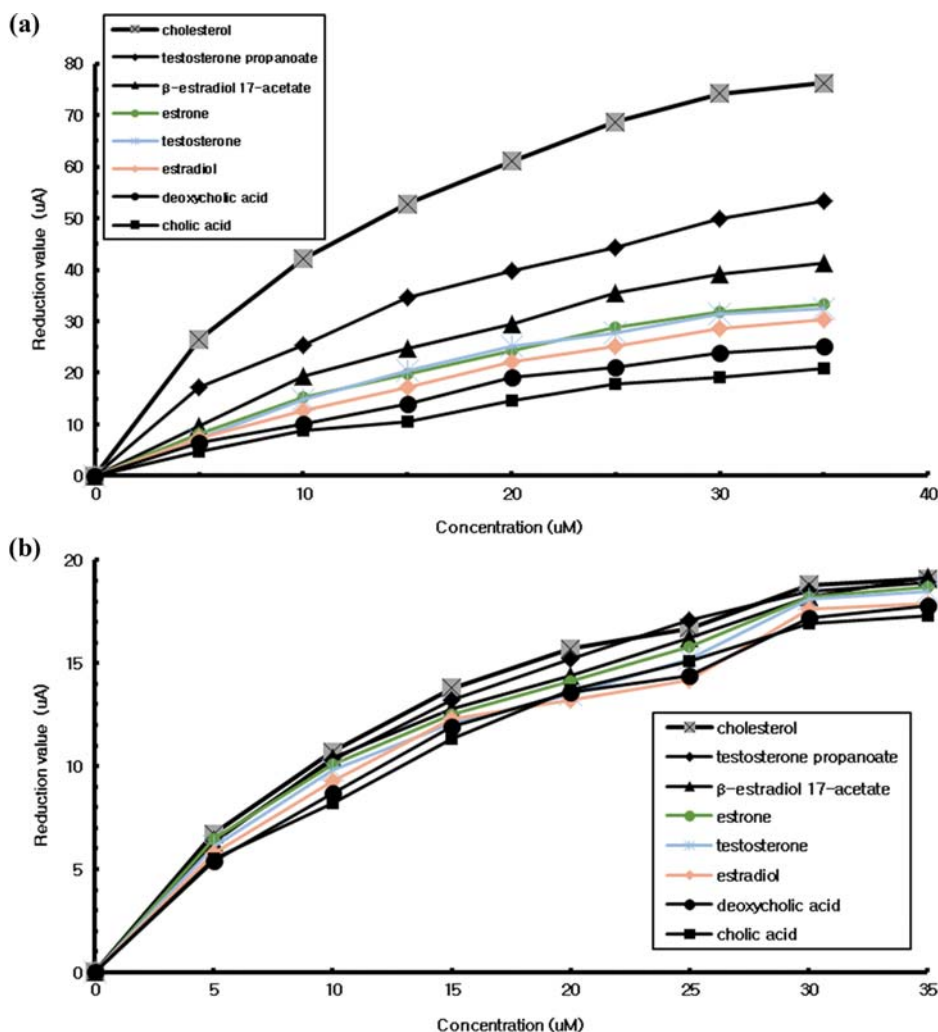 (a)
cholesterol
testosterone propanoate
β-estradiol 17-acetate
estrone
testosterone
estradiol
deoxycholic acid
cholic acid
Reduction value (uA)
80
70
60
50
40
30
20
10
0
0
10
20
30
40
Concentration (uM)
(b)
Reduction value (uA)
20
15
10
5
0
cholesterol
testosterone propanoate
β-estradiol 17-acetate
estrone
testosterone
estradiol
deoxycholic acid
cholic acid
0
5
10
15
20
25
30
35
Concentration (uM)